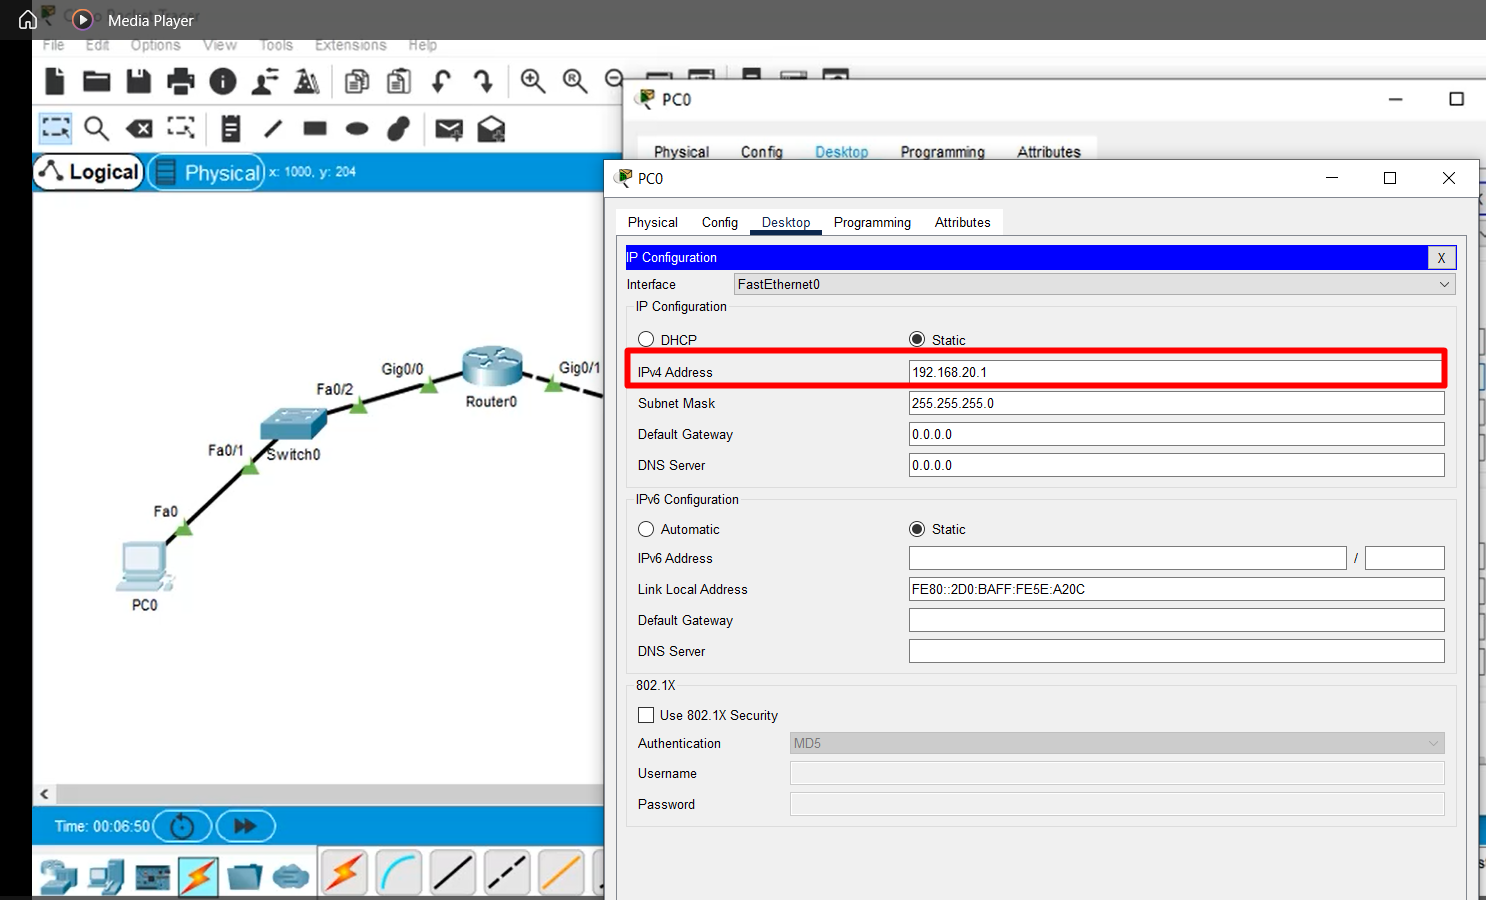 Media Player
File Edit Options View Tools Extensions Help
PC0
Physical Config Desktop Programming Attributes
Logical Physical x: 1000, y: 204
PC0
Physical Config Desktop Programming Attributes
IP Configuration X
Interface FastEthernet0
IP Configuration
DHCP Static
IPv4 Address 192.168.20.1
Subnet Mask 255.255.255.0
Default Gateway 0.0.0.0
DNS Server 0.0.0.0
IPv6 Configuration
Automatic Static
IPv6 Address /
Link Local Address FE80::2D0:BAFF:FE5E:A20C
Default Gateway
DNS Server
802.1X
Use 802.1X Security
Authentication MD5
Username
Password
Gig0/0
Gig0/1
Router0
Fa0/2
Fa0/1
Switch0
Fa0
PC0
Time: 00:06:50